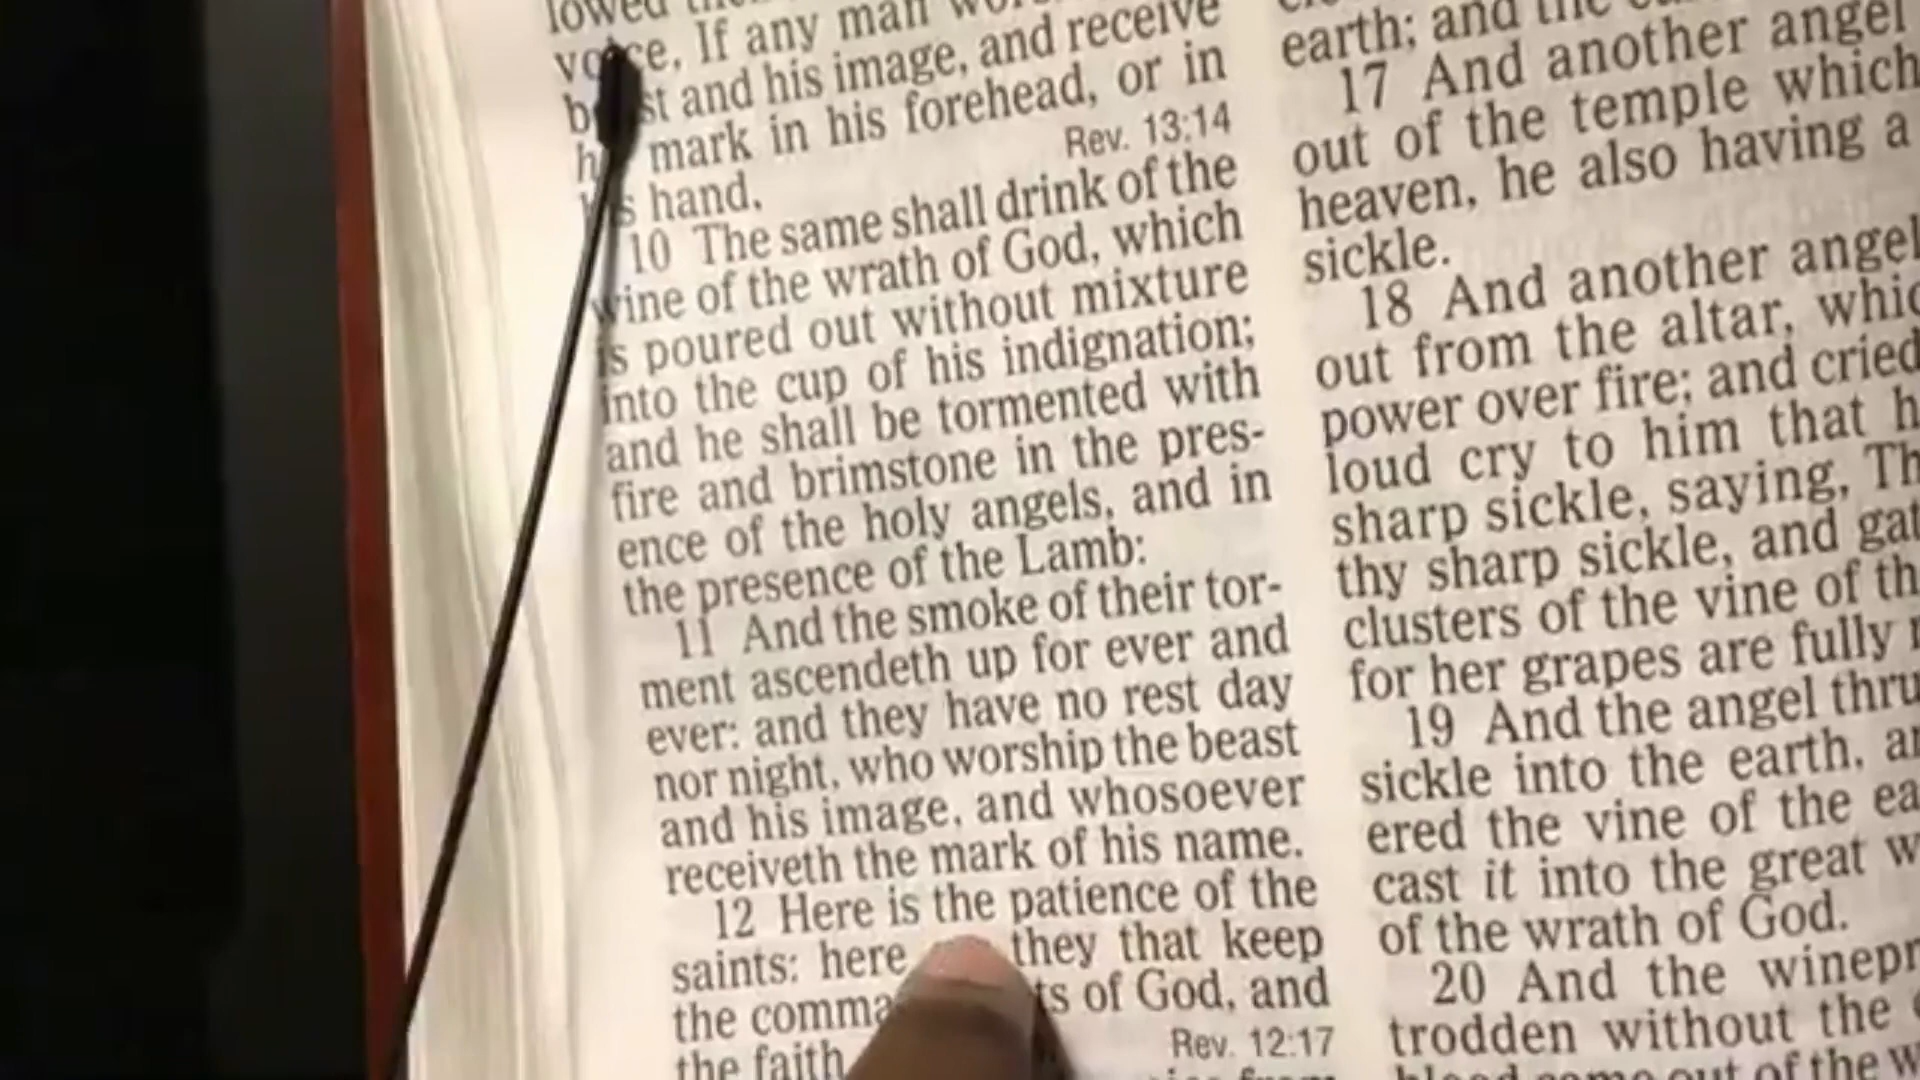 lowed
If any man
and his image, and receive
mark in his forehead, or in
Rev. 13:14
hand.
10 The same shall drink of the
wine of the wrath of God, which
is poured out without mixture
into the cup of his indignation;
and he shall be tormented with
fire and brimstone in the pres-
ence of the holy angels, and in
the presence of the Lamb:
11 And the smoke of their tor-
ment ascendeth up for ever and
ever: and they have no rest day
nor night, who worship the beast
and his image, and whosoever
receiveth the mark of his name.
12 Here is the patience of the
saints: here they that keep
the of God, and
Rev. 12:17
the faith
earth; and the
17 And another angel
out of the temple which
heaven, he also having a
sickle.
18 And another angel
out from the altar,
power over fire; and cried
loud cry to him that
sharp sickle, saying,
thy sharp sickle, and
clusters of the vine of
for her grapes are fully
19 And the angel
sickle into the earth,
ered the vine of the
cast it into the great
of the wrath of God.
20 And the
trodden without the
out of the